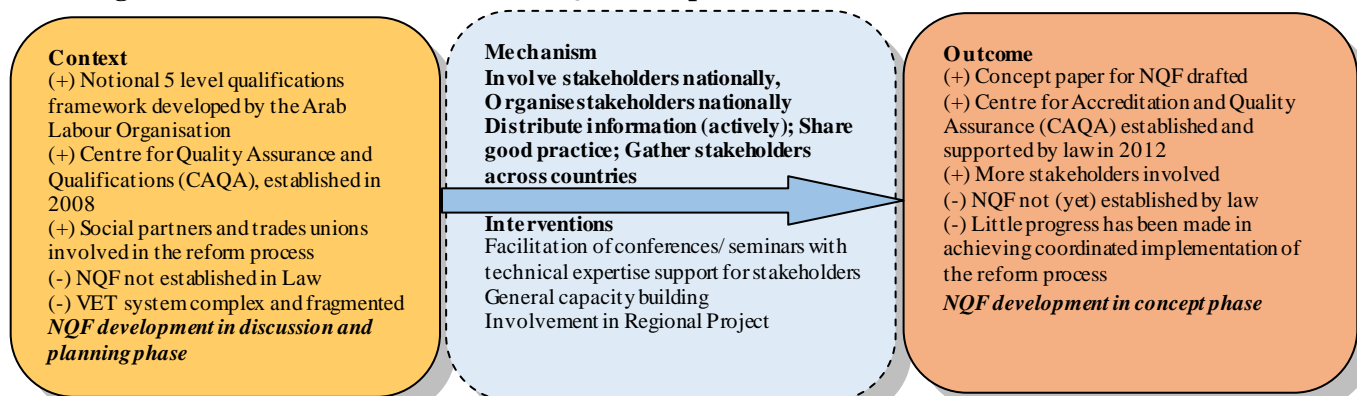 Context
(+) Notional 5 level qualifications
framework developed by the Arab
Labour Organisation
(+) Centre for Quality Assurance and
Qualifications (CAQA), established in
2008
(+) Social partners and trades unions
involved in the reform process
(-) NQF not established in Law
(-) VET system complex and fragmented
NQF development in discussion and
planning phase
Mechanism
Involve stakeholders nationally,
Organise stakeholders nationally
Distribute information (actively); Share
good practice; Gather stakeholders
across countries
Interventions
Facilitation of conferences/ seminars with
technical expertise support for stakeholders
General capacity building
Involvement in Regional Project
Outcome
(+) Concept paper for NQF drafted
(+) Centre for Accreditation and Quality
Assurance (CAQA) established and
supported by law in 2012
(+) More stakeholders involved
(-) NQF not (yet) established by law
(-) Little progress has been made in
achieving coordinated implementation of
the reform process
NQF development in concept phase